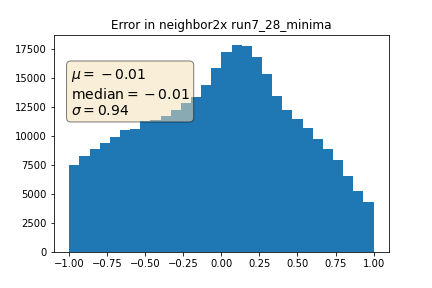 Error in neighbor2x run7_28_minima
17500
15000
12500
10000
7500
5000
2500
0
μ = −0.01
median = −0.01
σ = 0.94
−1.00 −0.75 −0.50 −0.25 0.00 0.25 0.50 0.75 1.00